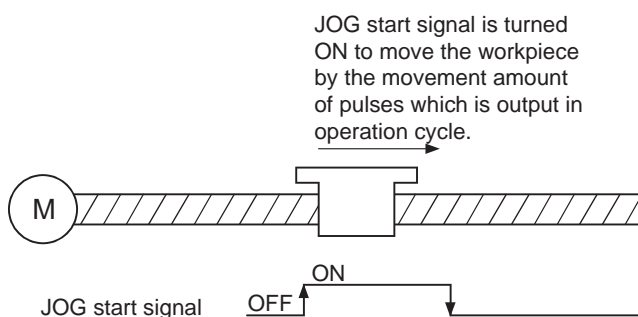 JOG start signal is turned
ON to move the workpiece
by the movement amount
of pulses which is output in
operation cycle.
M
ON
JOG start signal OFF